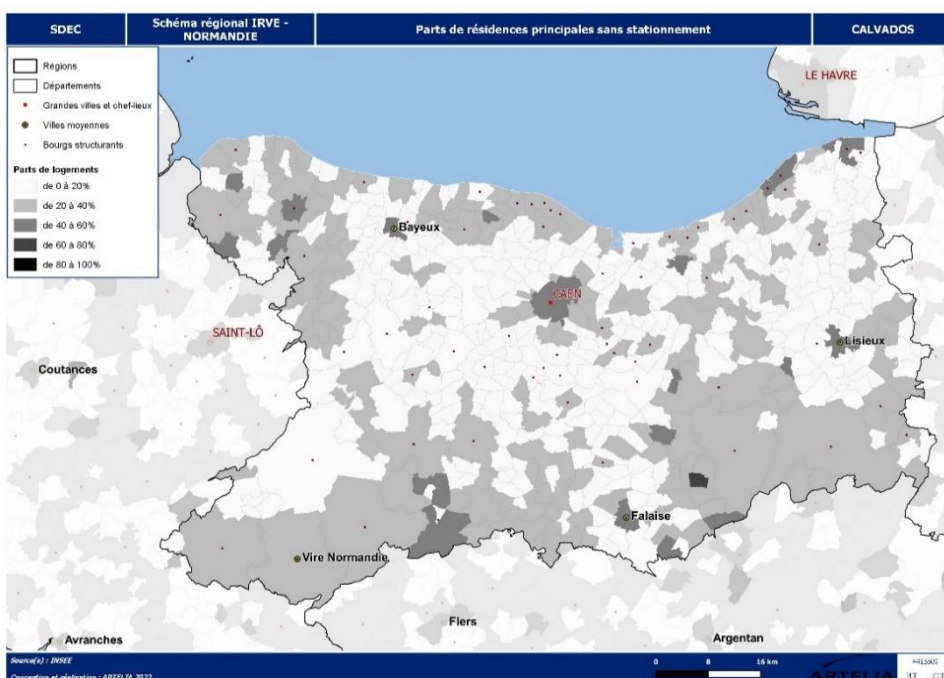 SDEC
Schéma régional IRVE -
NORMANDIE
Parts de résidences principales sans stationnement
CALVADOS
Régions
Départements
Grandes villes et chef-lieux
Villes moyennes
Bourgs structurants
Parts de logements
de 0 à 20%
de 20 à 40%
de 40 à 60%
de 60 à 80%
de 80 à 100%
LE HAVRE
Bayeux
CAEN
SAINT-LÔ
Lisieux
Coutances
Falaise
Vire Normandie
Flers
Avranches
Argentan
Source(s) : INSEE
Conception et réalisation : ARTELIA 2022
0 8 16 km
ARTELIA